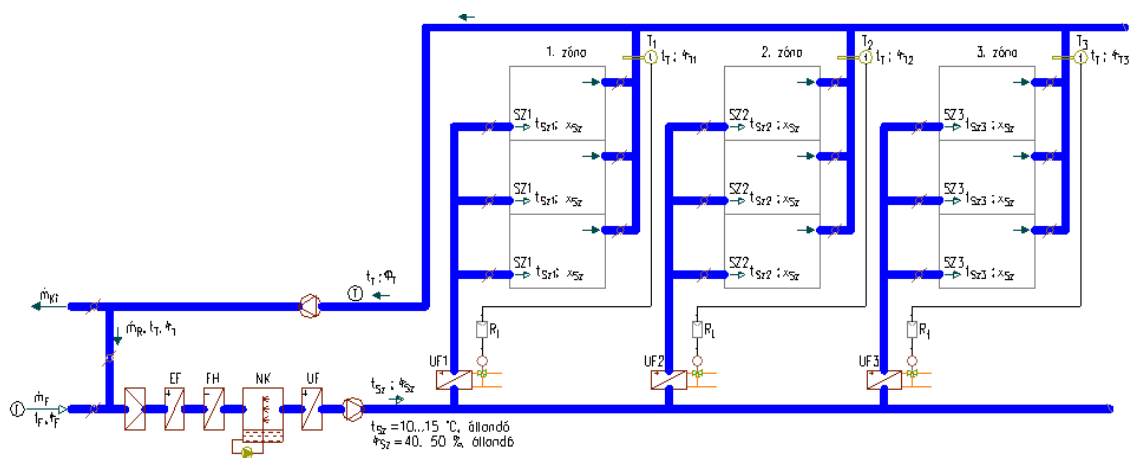 1. zóna
T1
tT ; φT1
2. zóna
T2
tT ; φT2
3. zóna
T3
tT ; φT3
SZ1
tSz1; xSz
SZ2
tSz2 ; xSz
SZ3
tSz3 ; xSz
SZ1
tSz1; xSz
SZ2
tSz2 ; xSz
SZ3
tSz3 ; xSz
SZ1
tSz1; xSz
SZ2
tSz2 ; xSz
SZ3
tSz3 ; xSz
tT ; φT
T
ṁKi
ṁR, tT, φT
R1
R1
UF1
UF2
UF3
EF
FH
NK
UF
T
ṁF
tF, φF
tSz ; φSz
tSz =10...15 °C, állandó
φSz =40. 50 %, állandó